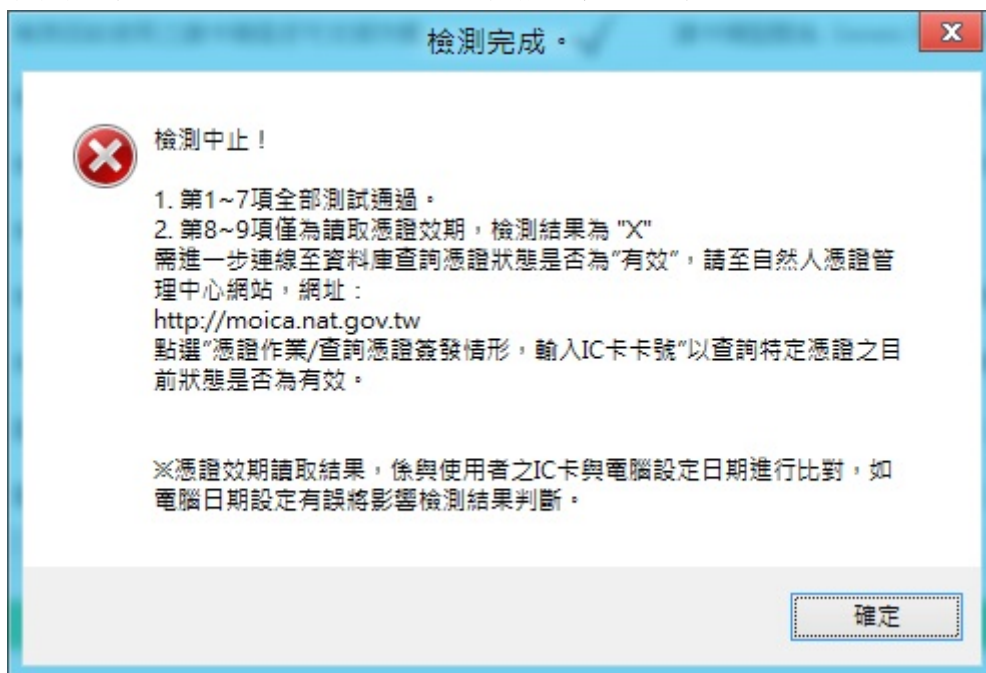 檢測完成。
檢測中止！
1. 第1~7項全部測試通過。
2. 第8~9項僅為讀取憑證效期，檢測結果為 "X"
需進一步連線至資料庫查詢憑證狀態是否為"有效"，請至自然人憑證管
理中心網站，網址：
http://moica.nat.gov.tw
點選"憑證作業/查詢憑證簽發情形，輸入IC卡卡號"以查詢特定憑證之目
前狀態是否為有效。
※憑證效期讀取結果，係與使用者之IC卡與電腦設定日期進行比對，如
電腦日期設定有誤將影響檢測結果判斷。
確定